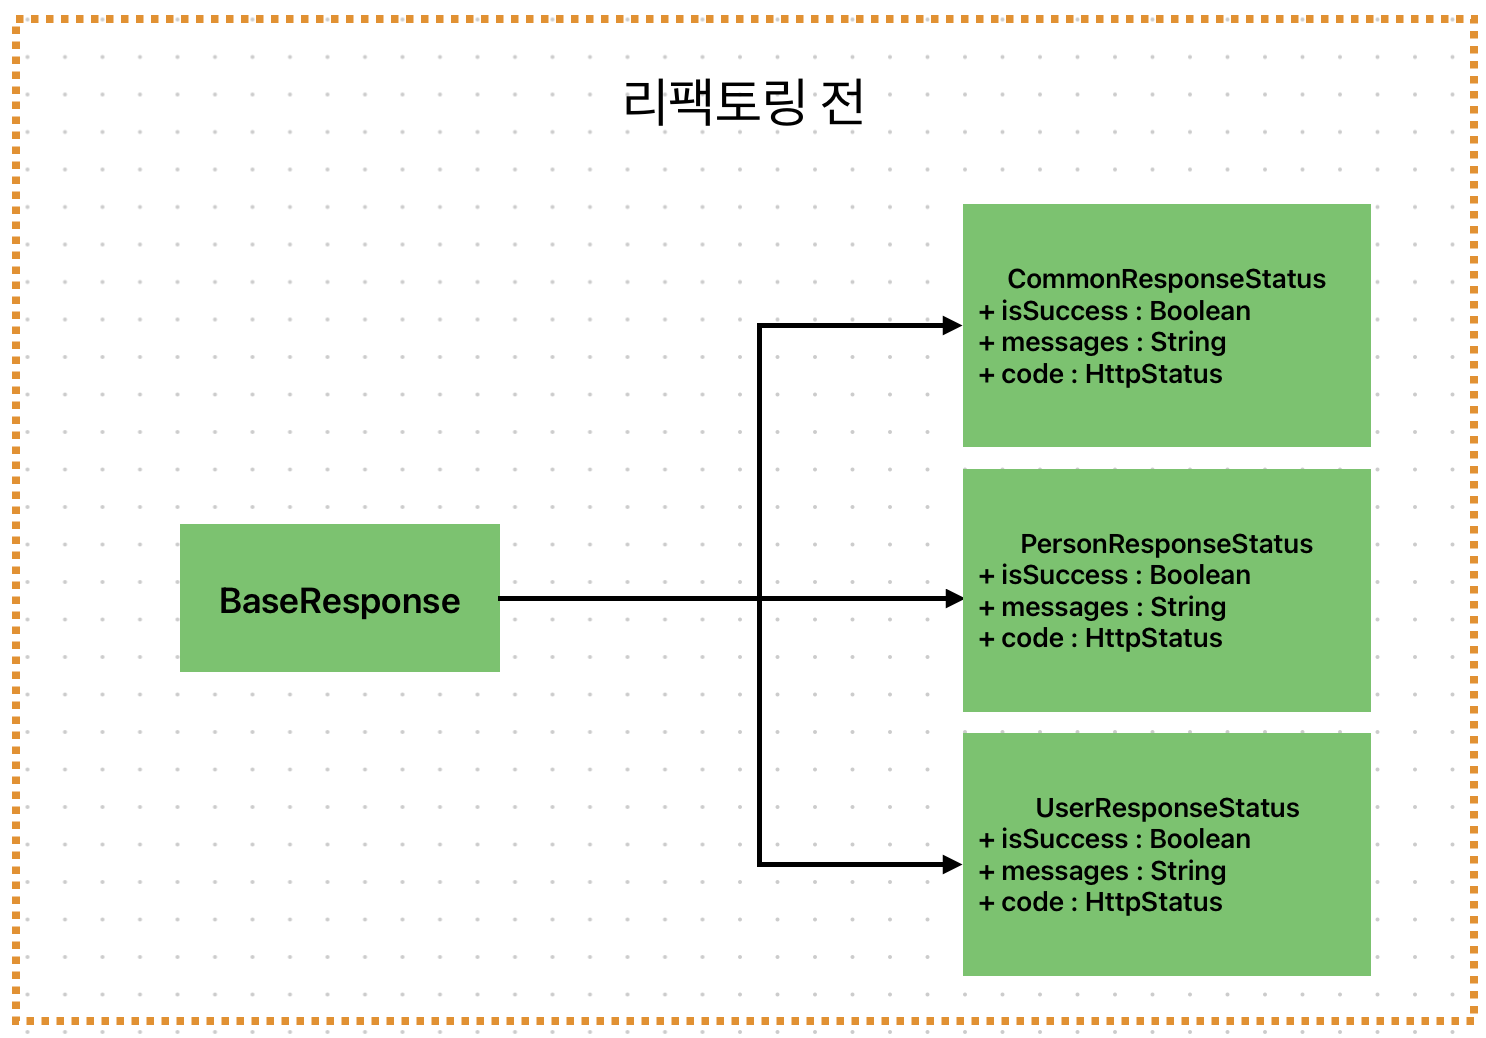 리팩토링 전
CommonResponseStatus
+ isSuccess : Boolean
+ messages : String
+ code : HttpStatus
BaseResponse
PersonResponseStatus
+ isSuccess : Boolean
+ messages : String
+ code : HttpStatus
UserResponseStatus
+ isSuccess : Boolean
+ messages : String
+ code : HttpStatus